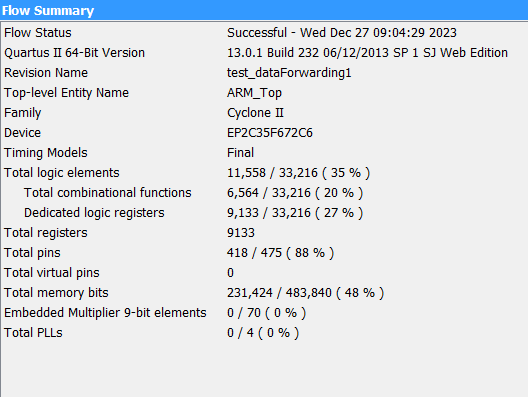 Flow Summary
Flow Status Successful - Wed Dec 27 09:04:29 2023
Quartus II 64-Bit Version 13.0.1 Build 232 06/12/2013 SP 1 SJ Web Edition
Revision Name test_dataForwarding1
Top-level Entity Name ARM_Top
Family Cyclone II
Device EP2C35F672C6
Timing Models Final
Total logic elements 11,558 / 33,216 ( 35 % )
Total combinational functions 6,564 / 33,216 ( 20 % )
Dedicated logic registers 9,133 / 33,216 ( 27 % )
Total registers 9133
Total pins 418 / 475 ( 88 % )
Total virtual pins 0
Total memory bits 231,424 / 483,840 ( 48 % )
Embedded Multiplier 9-bit elements 0 / 70 ( 0 % )
Total PLLs 0 / 4 ( 0 % )